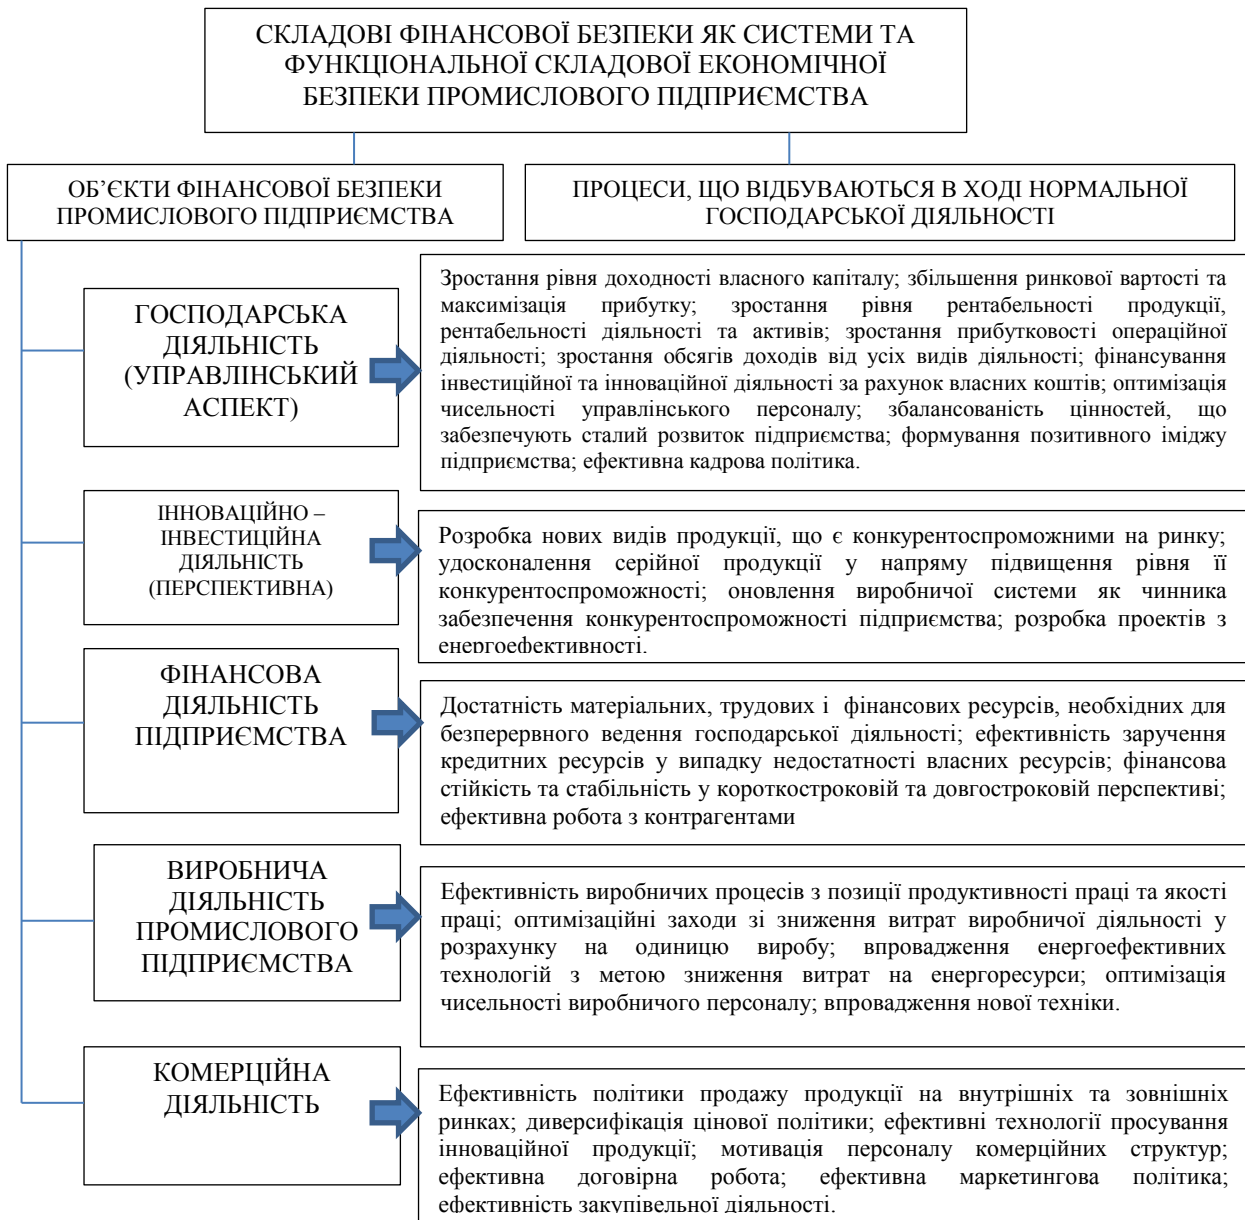 СКЛАДОВІ ФІНАНСОВОЇ БЕЗПЕКИ ЯК СИСТЕМИ ТА
ФУНКЦІОНАЛЬНОЇ СКЛАДОВОЇ ЕКОНОМІЧНОЇ
БЕЗПЕКИ ПРОМИСЛОВОГО ПІДПРИЄМСТВА
ОБ’ЄКТИ ФІНАНСОВОЇ БЕЗПЕКИ
ПРОМИСЛОВОГО ПІДПРИЄМСТВА
ПРОЦЕСИ, ЩО ВІДБУВАЮТЬСЯ В ХОДІ НОРМАЛЬНОЇ
ГОСПОДАРСЬКОЇ ДІЯЛЬНОСТІ
ГОСПОДАРСЬКА
ДІЯЛЬНІСТЬ
(УПРАВЛІНСЬКИЙ
АСПЕКТ)
Зростання рівня доходності власного капіталу; збільшення ринкової вартості та
максимізація прибутку; зростання рівня рентабельності продукції,
рентабельності діяльності та активів; зростання прибутковості операційної
діяльності; зростання обсягів доходів від усіх видів діяльності; фінансування
інвестиційної та інноваційної діяльності за рахунок власних коштів; оптимізація
чисельності управлінського персоналу; збалансованість цінностей, що
забезпечують сталий розвиток підприємства; формування позитивного іміджу
підприємства; ефективна кадрова політика.
ІННОВАЦІЙНО –
ІНВЕСТИЦІЙНА
ДІЯЛЬНІСТЬ
(ПЕРСПЕКТИВНА)
Розробка нових видів продукції, що є конкурентоспроможними на ринку;
удосконалення серійної продукції у напряму підвищення рівня її
конкурентоспроможності; оновлення виробничої системи як чинника
забезпечення конкурентоспроможності підприємства; розробка проектів з
енергоефективності.
ФІНАНСОВА
ДІЯЛЬНІСТЬ
ПІДПРИЄМСТВА
Достатність матеріальних, трудових і фінансових ресурсів, необхідних для
безперервного ведення господарської діяльності; ефективність заручення
кредитних ресурсів у випадку недостатності власних ресурсів; фінансова
стійкість та стабільність у короткостроковій та довгостроковій перспективі;
ефективна робота з контрагентами
ВИРОБНИЧА
ДІЯЛЬНІСТЬ
ПРОМИСЛОВОГО
ПІДПРИЄМСТВА
Ефективність виробничих процесів з позиції продуктивності праці та якості
праці; оптимізаційні заходи зі зниження витрат виробничої діяльності у
розрахунку на одиницю виробу; впровадження енергоефективних
технологій з метою зниження витрат на енергоресурси; оптимізація
чисельності виробничого персоналу; впровадження нової техніки.
КОМЕРЦІЙНА
ДІЯЛЬНІСТЬ
Ефективність політики продажу продукції на внутрішніх та зовнішніх
ринках; диверсифікація цінової політики; ефективні технології просування
інноваційної продукції; мотивація персоналу комерційних структур;
ефективна договірна робота; ефективна маркетингова політика;
ефективність закупівельної діяльності.